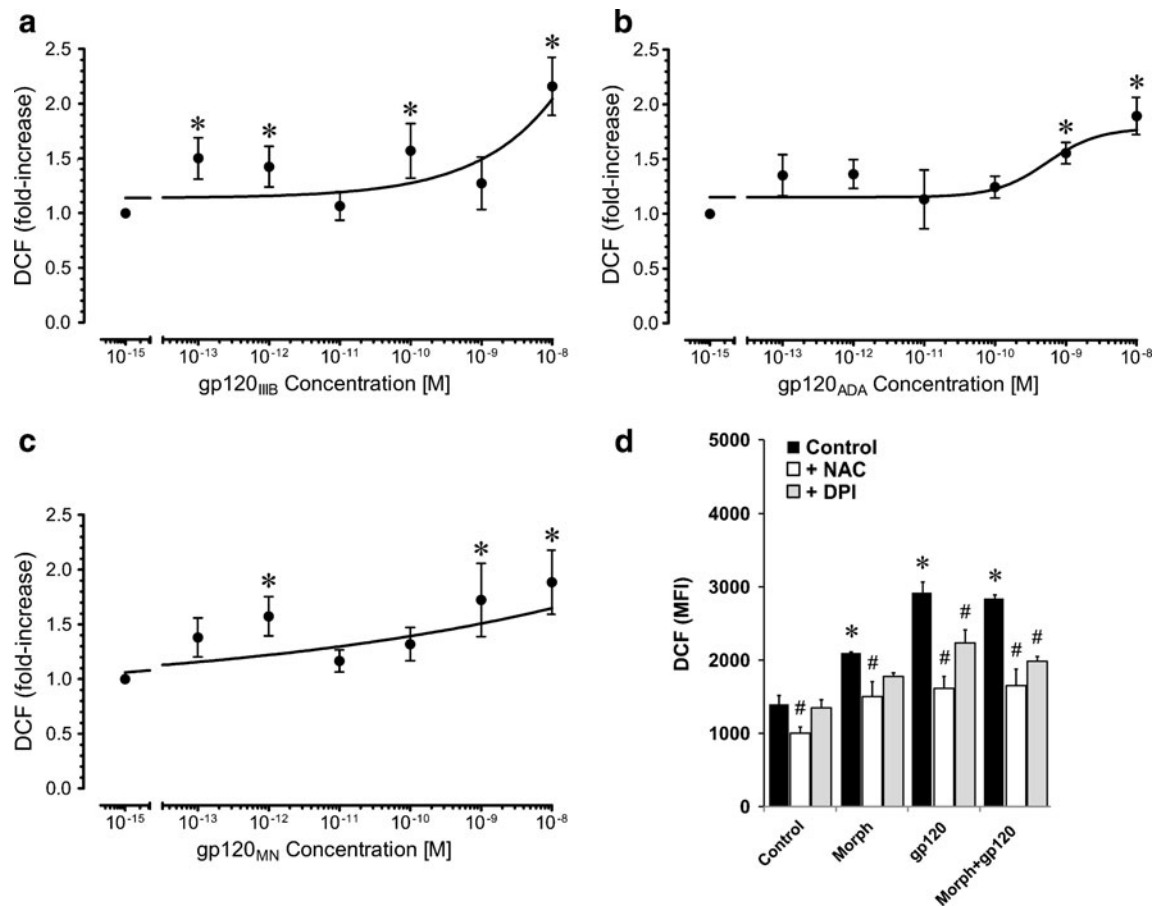 a
DCF (fold-increase)
2.5
2.0
1.5
1.0
0.5
0.0
* * * *
10-15 10-13 10-12 10-11 10-10 10-9 10-8
gp120IIIB Concentration [M]
b
DCF (fold-increase)
2.5
2.0
1.5
1.0
0.5
0.0
* *
10-15 10-13 10-12 10-11 10-10 10-9 10-8
gp120ADA Concentration [M]
c
DCF (fold-increase)
2.5
2.0
1.5
1.0
0.5
0.0
* * *
10-15 10-13 10-12 10-11 10-10 10-9 10-8
gp120MN Concentration [M]
d
DCF (MFI)
5000
4000
3000
2000
1000
0
Control
+ NAC
+ DPI
# * # * # # * # #
Control
Morph
gp120
Morph+gp120